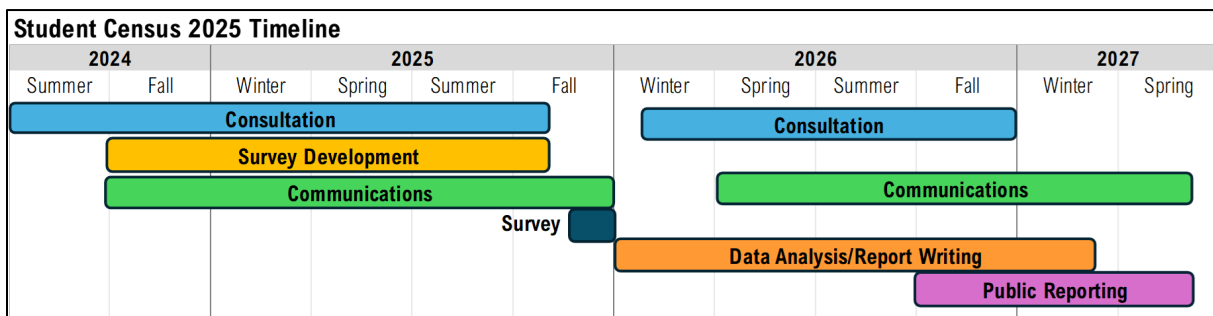 Student Census 2025 Timeline
2024 2025 2026 2027
Summer Fall Winter Spring Summer Fall Winter Spring Summer Fall Winter Spring
Consultation Consultation
Survey Development
Communications Communications
Survey
Data Analysis/Report Writing
Public Reporting